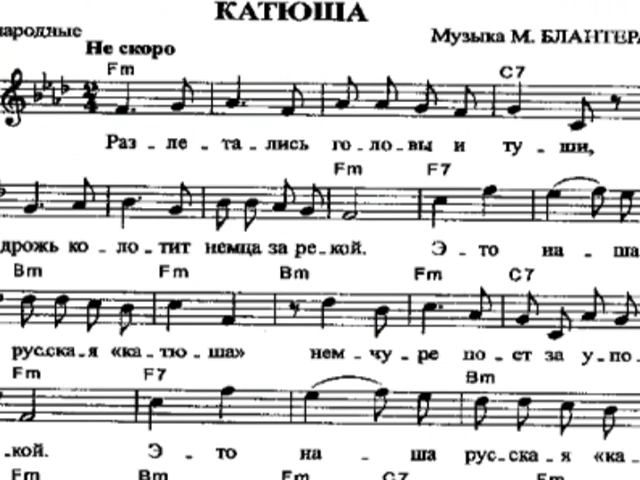 КАТЮША
народные
Музыка М. БЛАНТЕРА
Не скоро
Fm C7
Раз - ле - та - лись го - ло - вы и ту - ши,
Fm F7
дрожь ко - ло - тит немца за ре - кой. Э - то на - ша
Bm Fm Bm Fm C7
рус.ска - я «ка - тю - ша» нем - чу - ре по - ет за у - по -
Fm F7 Bm
- кой. Э - то на - ша рус - ска - я «ка -
Fm Bm Fm C7 Fm